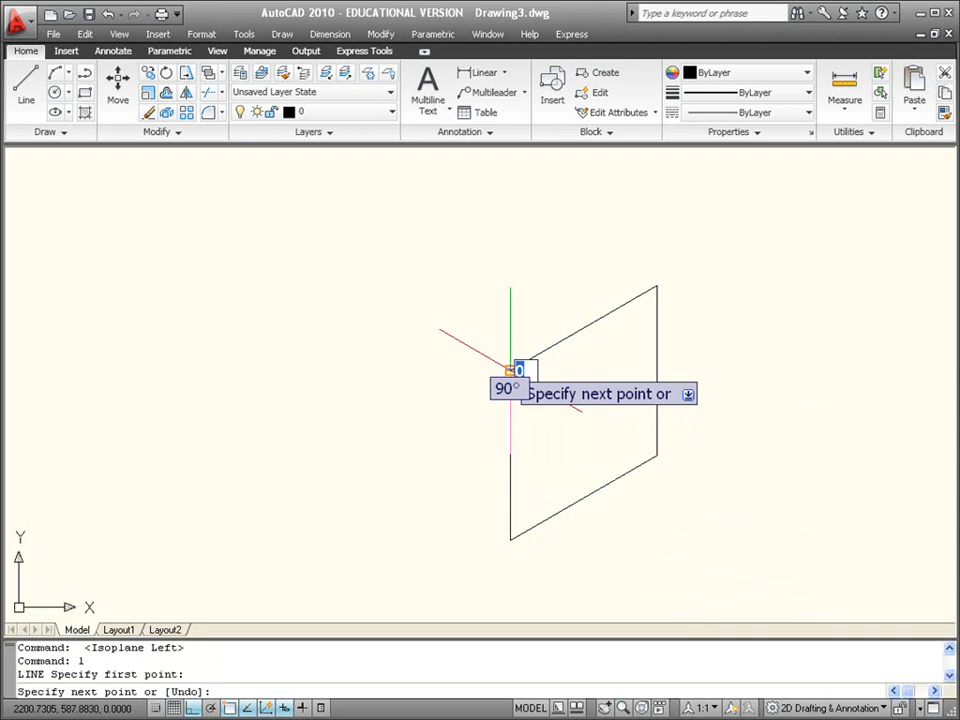 AutoCAD 2010 - EDUCATIONAL VERSION Drawing3.dwg
Type a keyword or phrase
File Edit View Insert Format Tools Draw Dimension Modify Parametric Window Help Express
Home Insert Annotate Parametric View Manage Output Express Tools
Line
Move
Unsaved Layer State
0
Multiline
Text
Linear
Multileader
Table
Insert
Create
Edit
Edit Attributes
ByLayer
ByLayer
ByLayer
Measure
Paste
Draw Modify Layers Annotation Block Properties Utilities Clipboard
0
90°
Specify next point or
Y
X
Model Layout1 Layout2
Command: <Isoplane Left>
Command: l
LINE Specify first point:
Specify next point or [Undo]:
2200.7305, 587.8830, 0.0000
MODEL
1:1
2D Drafting & Annotation